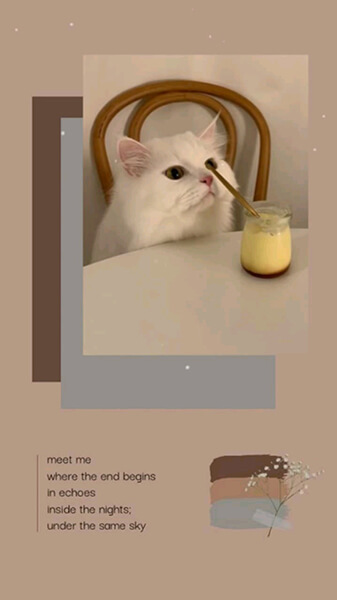 meet me
where the end begins
in echoes
inside the nights;
under the same sky